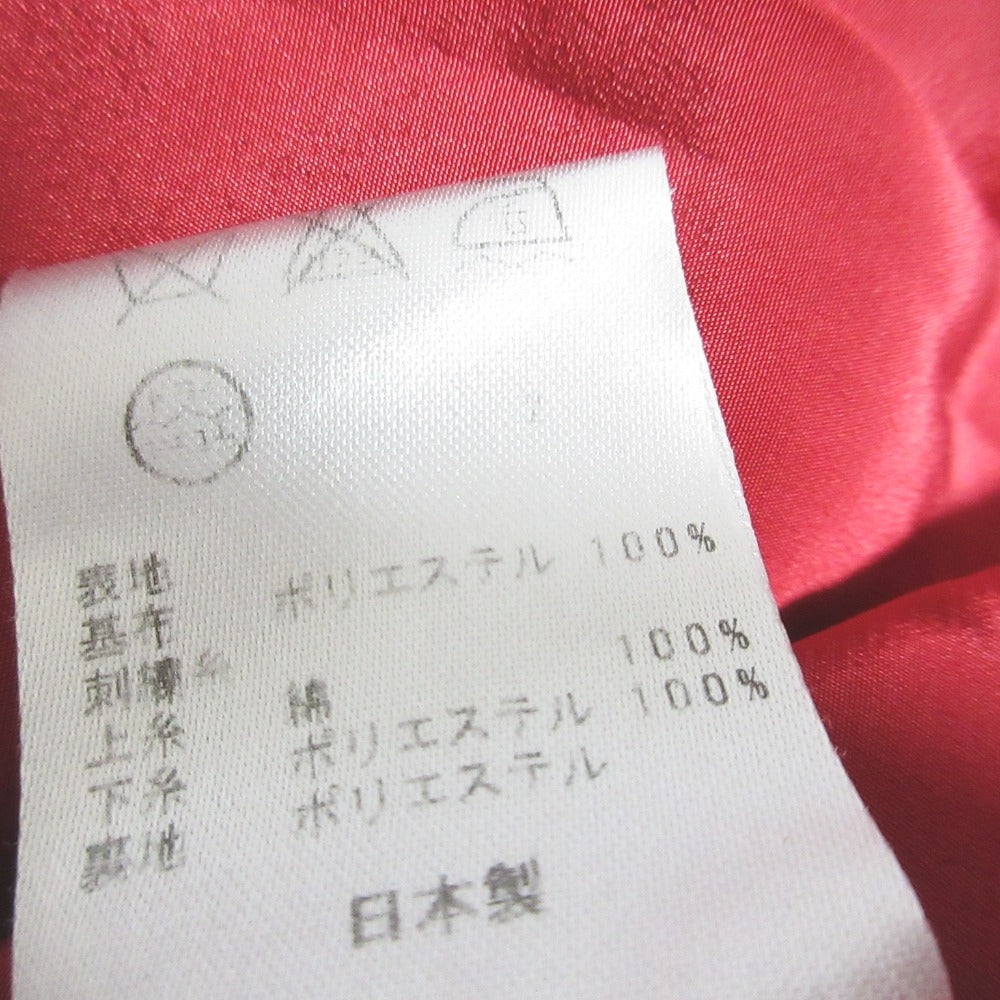 表地
基布 ポリエステル 100%
刺繍糸
上糸 綿 100%
下糸 ポリエステル 100%
裏地 ポリエステル
日本製